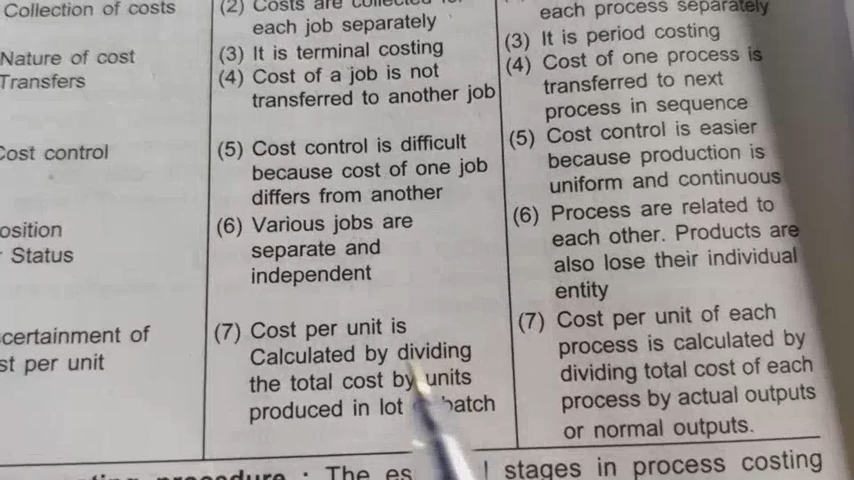 Collection of costs
(2) Costs are
each job separately
each process separately
Nature of cost
(3) It is terminal costing
(3) It is period costing
Transfers
(4) Cost of a job is not
transferred to another job
(4) Cost of one process is
transferred to next
process in sequence
Cost control
(5) Cost control is difficult
because cost of one job
differs from another
(5) Cost control is easier
because production is
uniform and continuous
osition
Status
(6) Various jobs are
separate and
independent
(6) Process are related to
each other. Products are
also lose their individual
entity
certainment of
st per unit
(7) Cost per unit is
Calculated by dividing
the total cost by units
produced in lot batch
(7) Cost per unit of each
process is calculated by
dividing total cost of each
process by actual outputs
or normal outputs.
procedure : The es stages in process costing